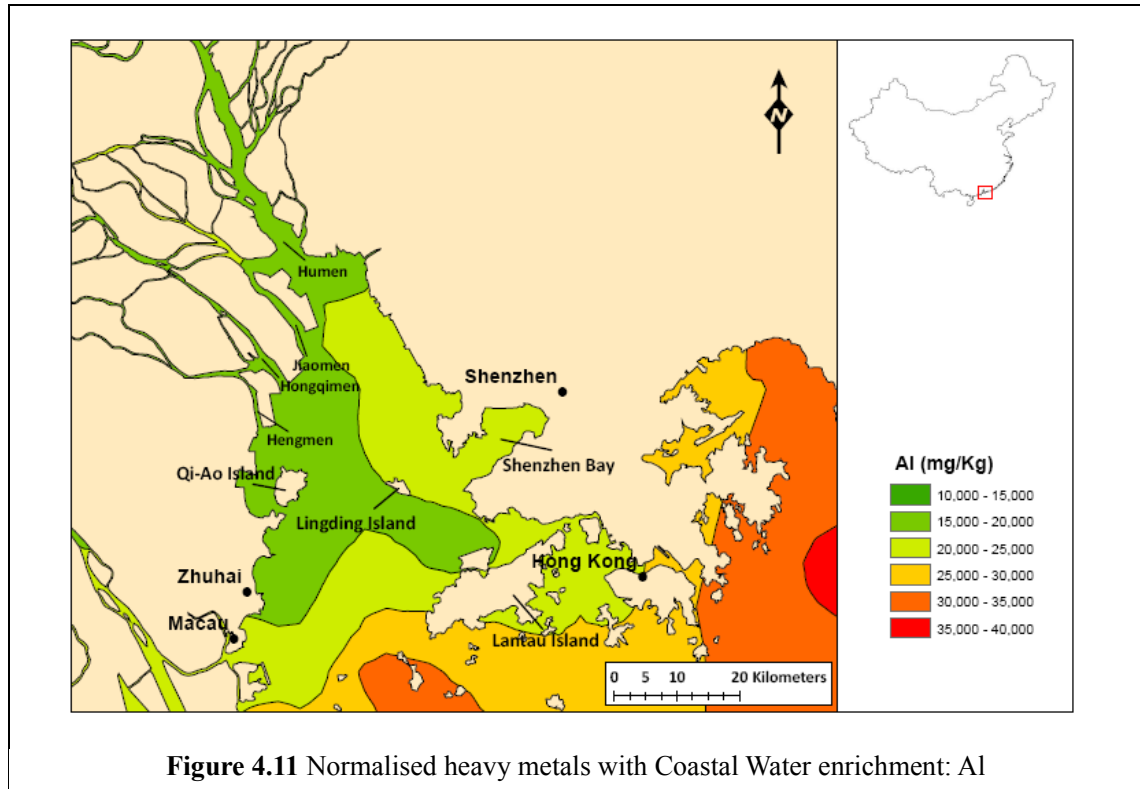 N
Humen
Jiaomen
Hongqimen
Shenzhen
Hengmen
Shenzhen Bay
Qi-Ao Island
Lingding Island
Zhuhai
Hong Kong
Macau
Lantau Island
0 5 10 20 Kilometers
Al (mg/Kg)
10,000 - 15,000
15,000 - 20,000
20,000 - 25,000
25,000 - 30,000
30,000 - 35,000
35,000 - 40,000
Figure 4.11 Normalised heavy metals with Coastal Water enrichment: Al